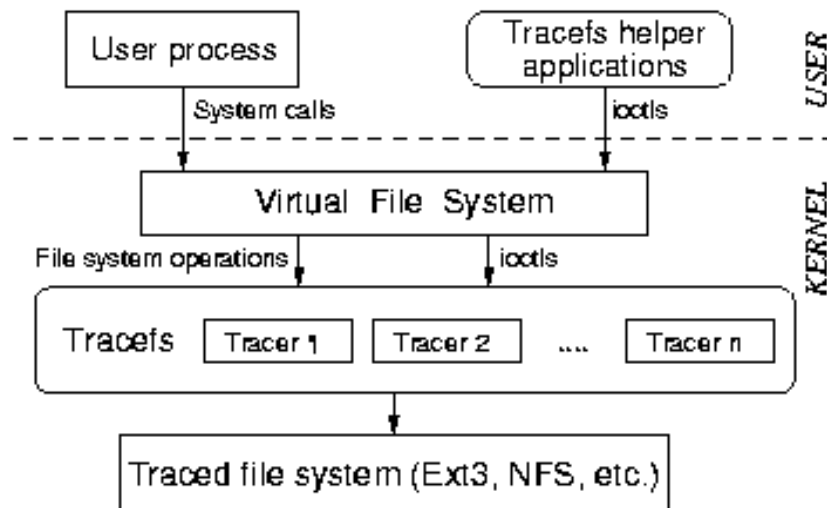 User process
Tracefs helper
applications
USER
System calls
ioctls
KERNEL
Virtual File System
File system operations
ioctls
Tracefs
Tracer 1
Tracer 2
....
Tracer n
Traced file system (Ext3, NFS, etc.)